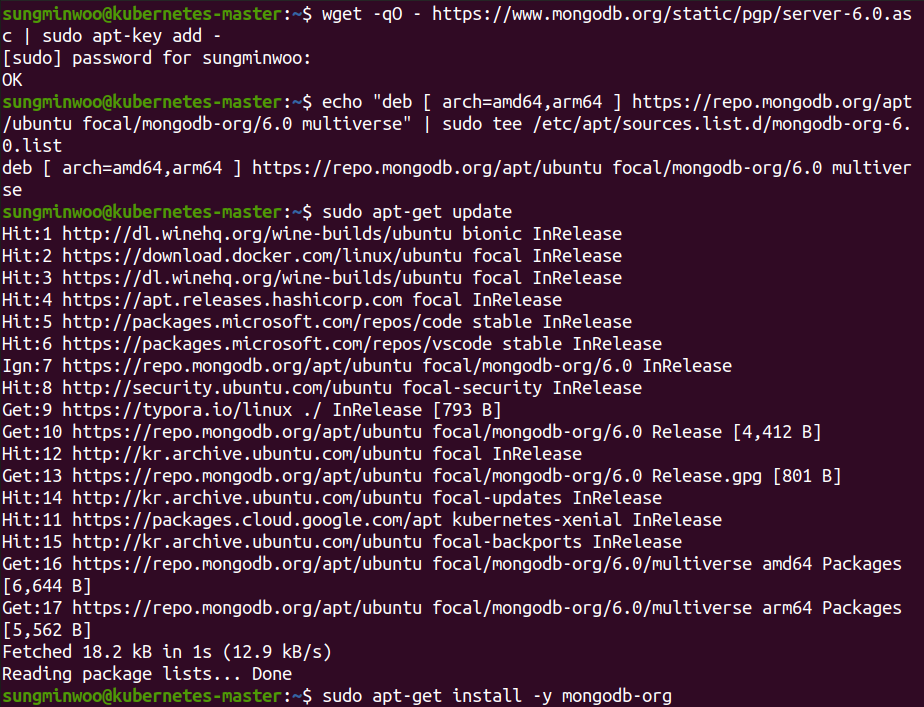 sungminwoo@kubernetes-master:~$ wget -qO - https://www.mongodb.org/static/pgp/server-6.0.as
c | sudo apt-key add -
[sudo] password for sungminwoo:
OK
sungminwoo@kubernetes-master:~$ echo "deb [ arch=amd64,arm64 ] https://repo.mongodb.org/apt
/ubuntu focal/mongodb-org/6.0 multiverse" | sudo tee /etc/apt/sources.list.d/mongodb-org-6.
0.list
deb [ arch=amd64,arm64 ] https://repo.mongodb.org/apt/ubuntu focal/mongodb-org/6.0 multiver
se
sungminwoo@kubernetes-master:~$ sudo apt-get update
Hit:1 http://dl.winehq.org/wine-builds/ubuntu bionic InRelease
Hit:2 https://download.docker.com/linux/ubuntu focal InRelease
Hit:3 https://dl.winehq.org/wine-builds/ubuntu focal InRelease
Hit:4 https://apt.releases.hashicorp.com focal InRelease
Hit:5 http://packages.microsoft.com/repos/code stable InRelease
Hit:6 https://packages.microsoft.com/repos/vscode stable InRelease
Ign:7 https://repo.mongodb.org/apt/ubuntu focal/mongodb-org/6.0 InRelease
Hit:8 http://security.ubuntu.com/ubuntu focal-security InRelease
Get:9 https://typora.io/linux ./ InRelease [793 B]
Get:10 https://repo.mongodb.org/apt/ubuntu focal/mongodb-org/6.0 Release [4,412 B]
Hit:12 http://kr.archive.ubuntu.com/ubuntu focal InRelease
Get:13 https://repo.mongodb.org/apt/ubuntu focal/mongodb-org/6.0 Release.gpg [801 B]
Hit:14 http://kr.archive.ubuntu.com/ubuntu focal-updates InRelease
Hit:11 https://packages.cloud.google.com/apt kubernetes-xenial InRelease
Hit:15 http://kr.archive.ubuntu.com/ubuntu focal-backports InRelease
Get:16 https://repo.mongodb.org/apt/ubuntu focal/mongodb-org/6.0/multiverse amd64 Packages
[6,644 B]
Get:17 https://repo.mongodb.org/apt/ubuntu focal/mongodb-org/6.0/multiverse arm64 Packages
[5,562 B]
Fetched 18.2 kB in 1s (12.9 kB/s)
Reading package lists... Done
sungminwoo@kubernetes-master:~$ sudo apt-get install -y mongodb-org